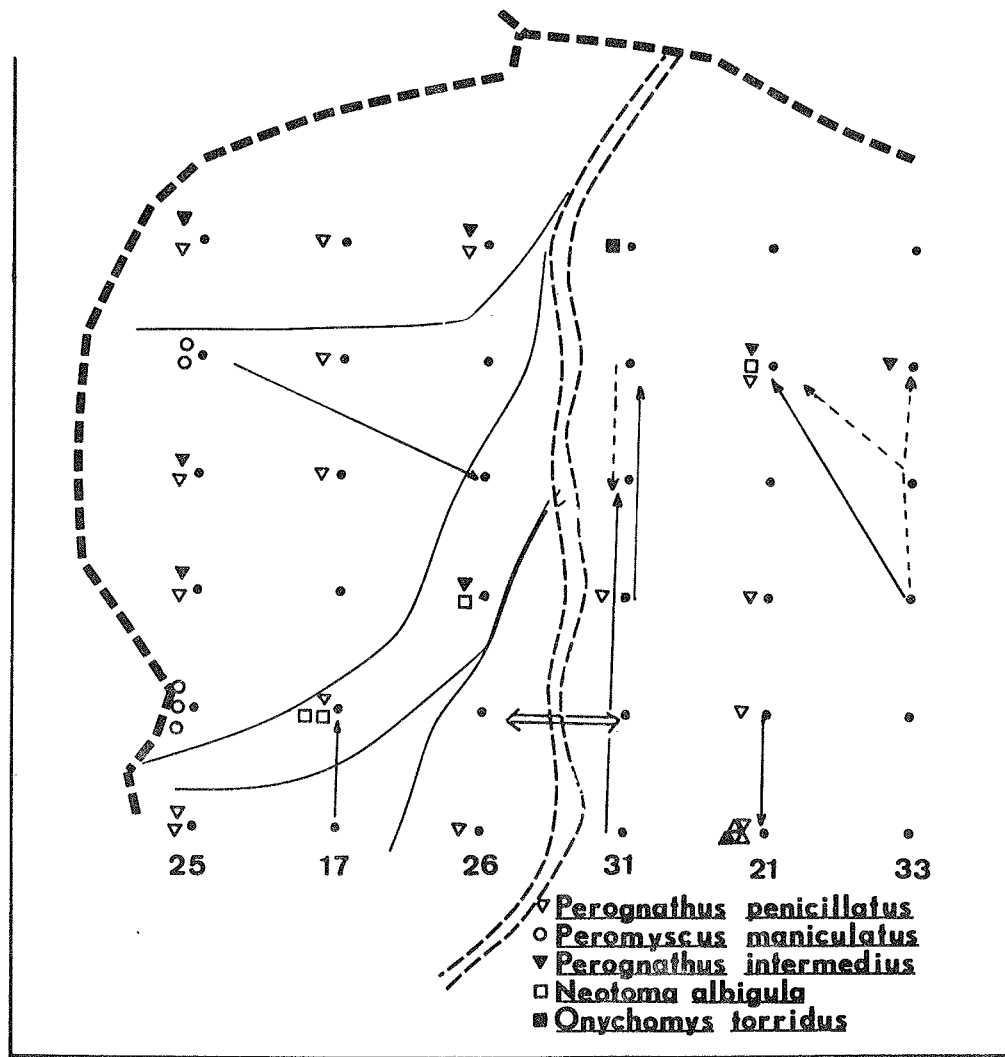 25 17 26 31 21 33
Perognathus penicillatus
Peromyscus maniculatus
Perognathus intermedius
Neotoma albigula
Onychomys torridus